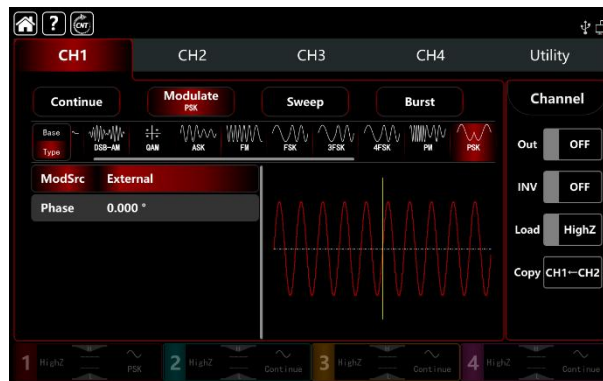 ? CNT
CH1 CH2 CH3 CH4 Utility
Continue Modulate Sweep Burst Channel
PSK
Base
Type DSB-AM QAM ASK FM FSK 3FSK 4FSK PM PSK
Out OFF
ModSrc External
INV OFF
Phase 0.000 °
Load HighZ
Copy CH1←CH2
1 HighZ PSK 2 HighZ Continue 3 HighZ Continue 4 HighZ Continue